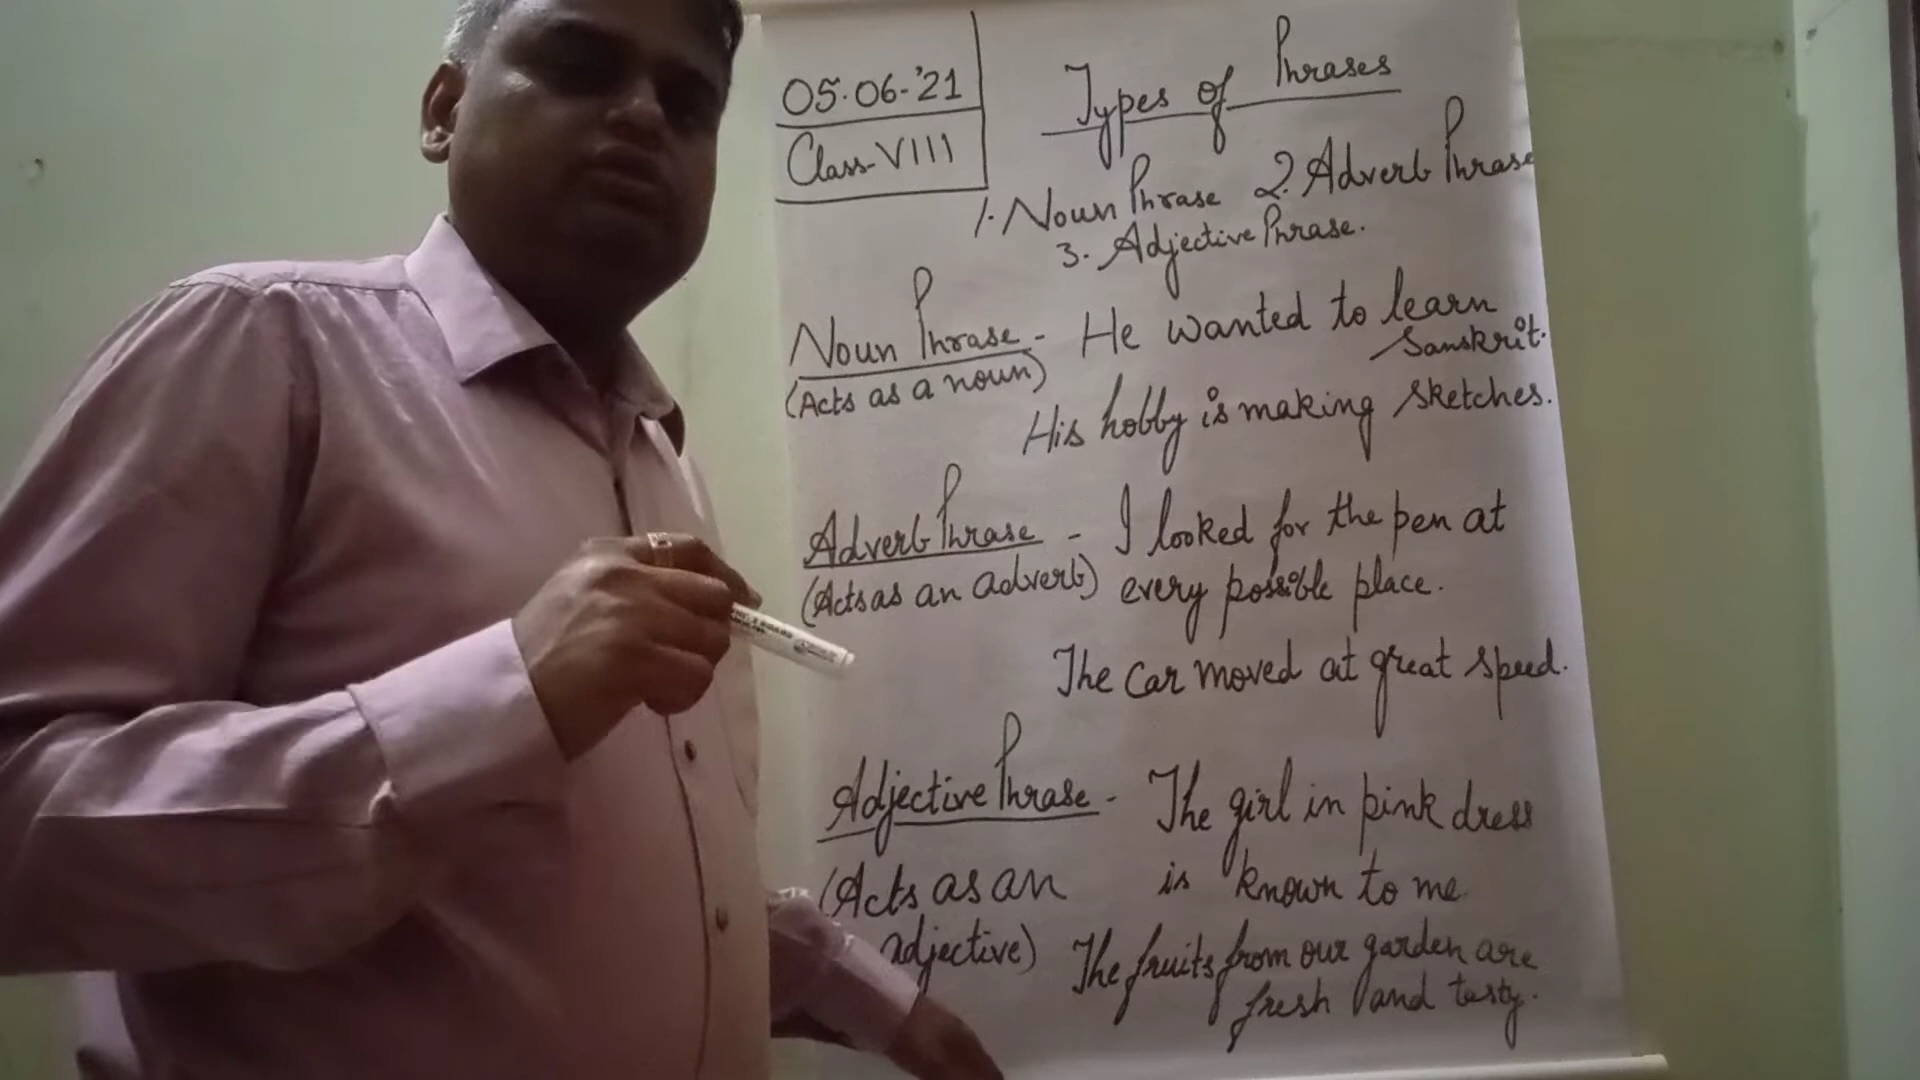 05.06-'21
Class-VIII
Types of Phrases
1. Noun Phrase 2. Adverb Phrase
3. Adjective Phrase.
Noun Phrase - He wanted to learn
Sanskrit.
(Acts as a noun)
His hobby is making sketches.
Adverb Phrase - I looked for the pen at
(Acts as an adverb) every possible place.
The car moved at great speed.
Adjective Phrase - The girl in pink dress
(Acts as an is known to me.
adjective) The fruits from our garden are
fresh and tasty.